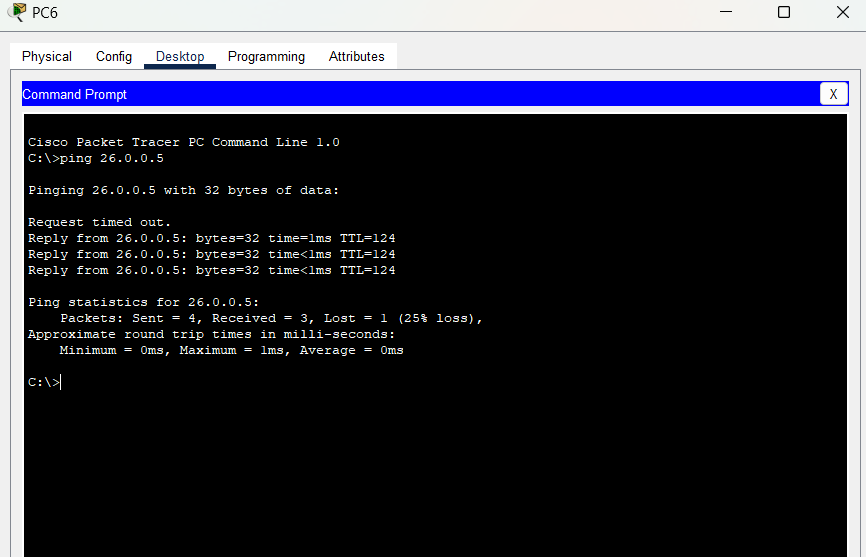 PC6
Physical Config Desktop Programming Attributes
Command Prompt
X
Cisco Packet Tracer PC Command Line 1.0
C:\>ping 26.0.0.5
Pinging 26.0.0.5 with 32 bytes of data:
Request timed out.
Reply from 26.0.0.5: bytes=32 time=1ms TTL=124
Reply from 26.0.0.5: bytes=32 time<1ms TTL=124
Reply from 26.0.0.5: bytes=32 time<1ms TTL=124
Ping statistics for 26.0.0.5:
Packets: Sent = 4, Received = 3, Lost = 1 (25% loss),
Approximate round trip times in milli-seconds:
Minimum = 0ms, Maximum = 1ms, Average = 0ms
C:\>